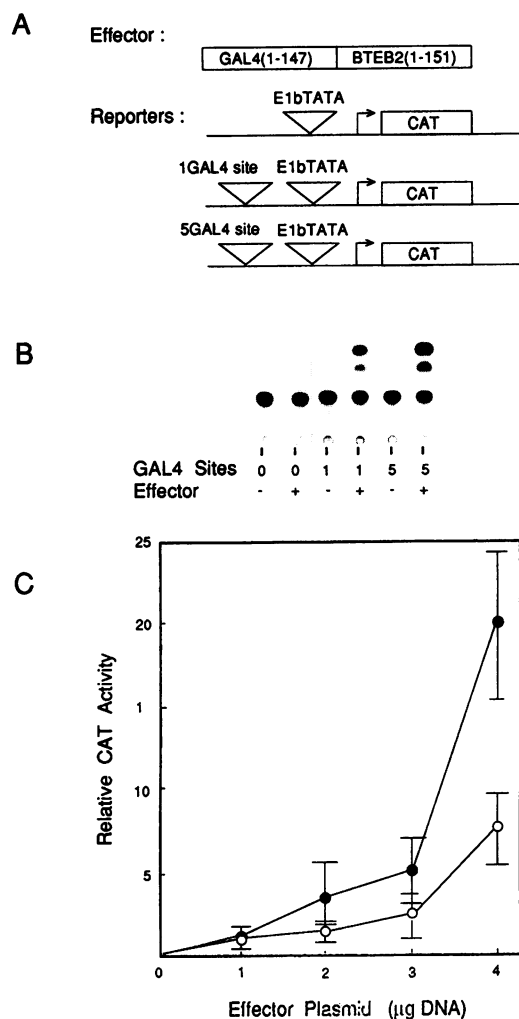 A
Effector :
GAL4(1-147) BTEB2(1-151)
Reporters :
E1bTATA
CAT
1GAL4 site E1bTATA
CAT
5GAL4 site E1bTATA
CAT
B
GAL4 Sites 0 0 1 1 5 5
Effector - + - + - +
C
25
20
1
10
5
0 1 2 3 4
Relative CAT Activity
Effector Plasmid (μg DNA)